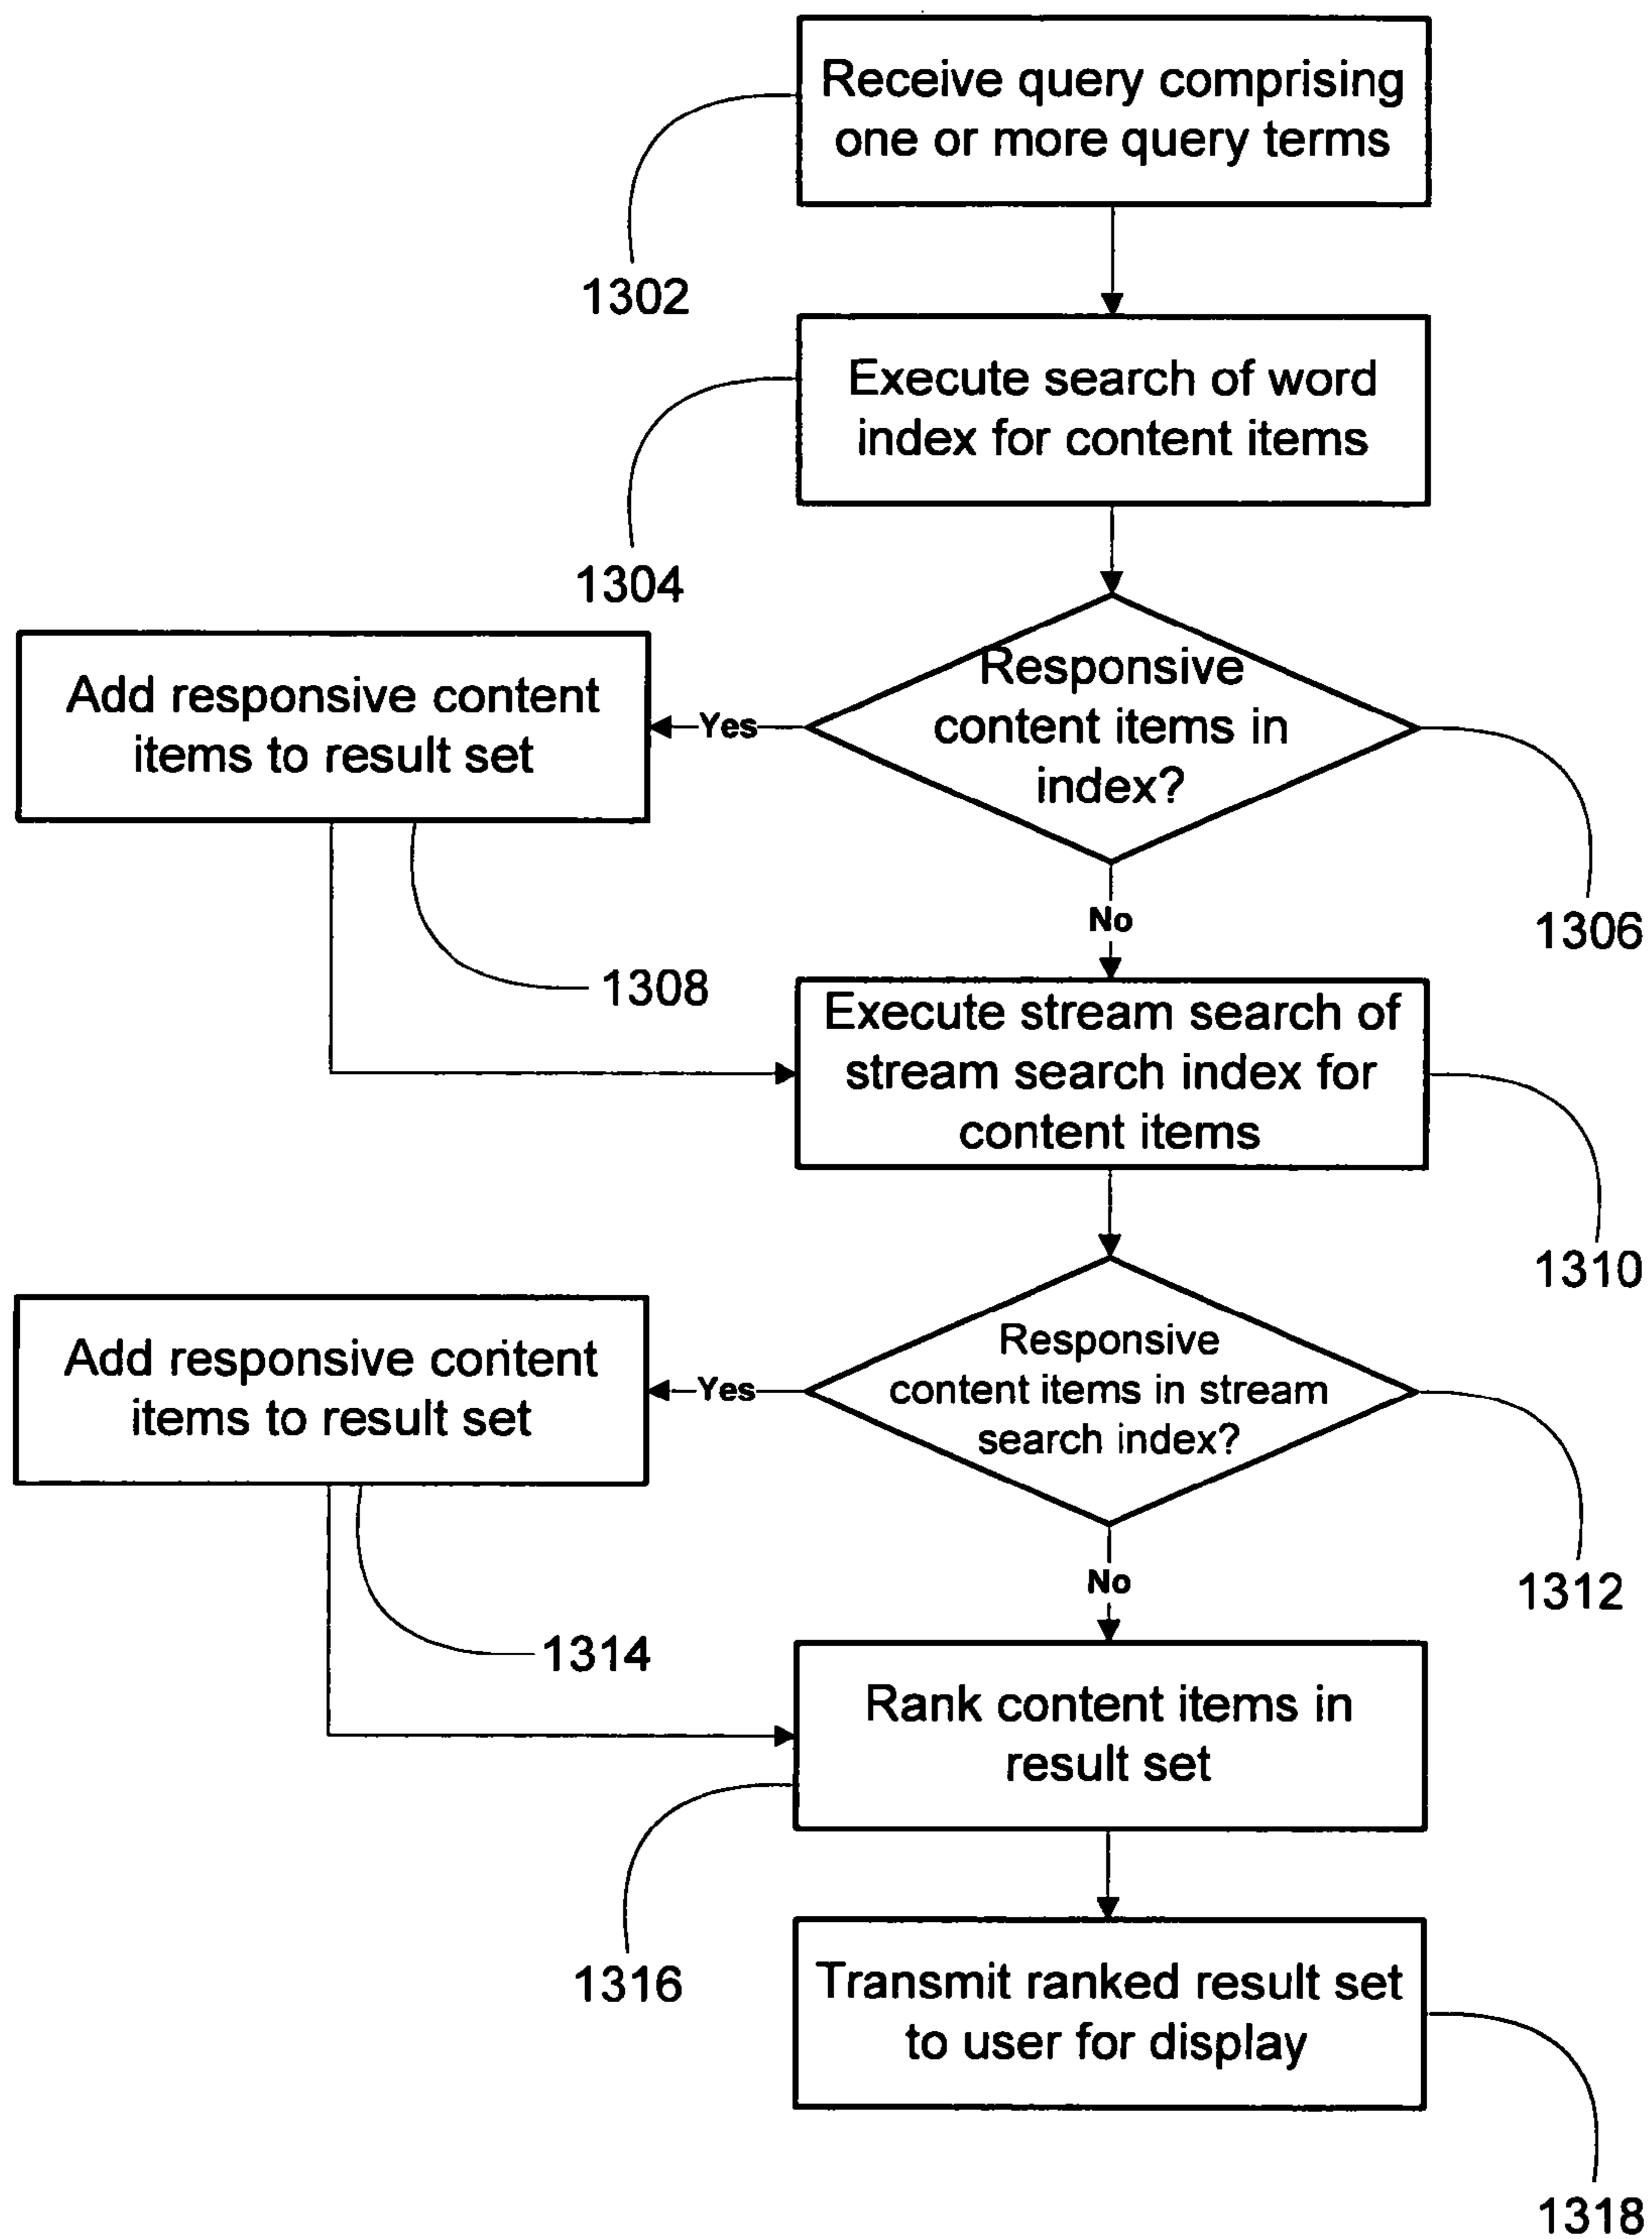 Receive query comprising
one or more query terms
1302
Execute search of word
index for content items
1304
Responsive
content items in
index?
Yes
Add responsive content
items to result set
No
1306
1308
Execute stream search of
stream search index for
content items
1310
Responsive
content items in stream
search index?
Yes
Add responsive content
items to result set
No
1312
1314
Rank content items in
result set
1316
Transmit ranked result set
to user for display
1318